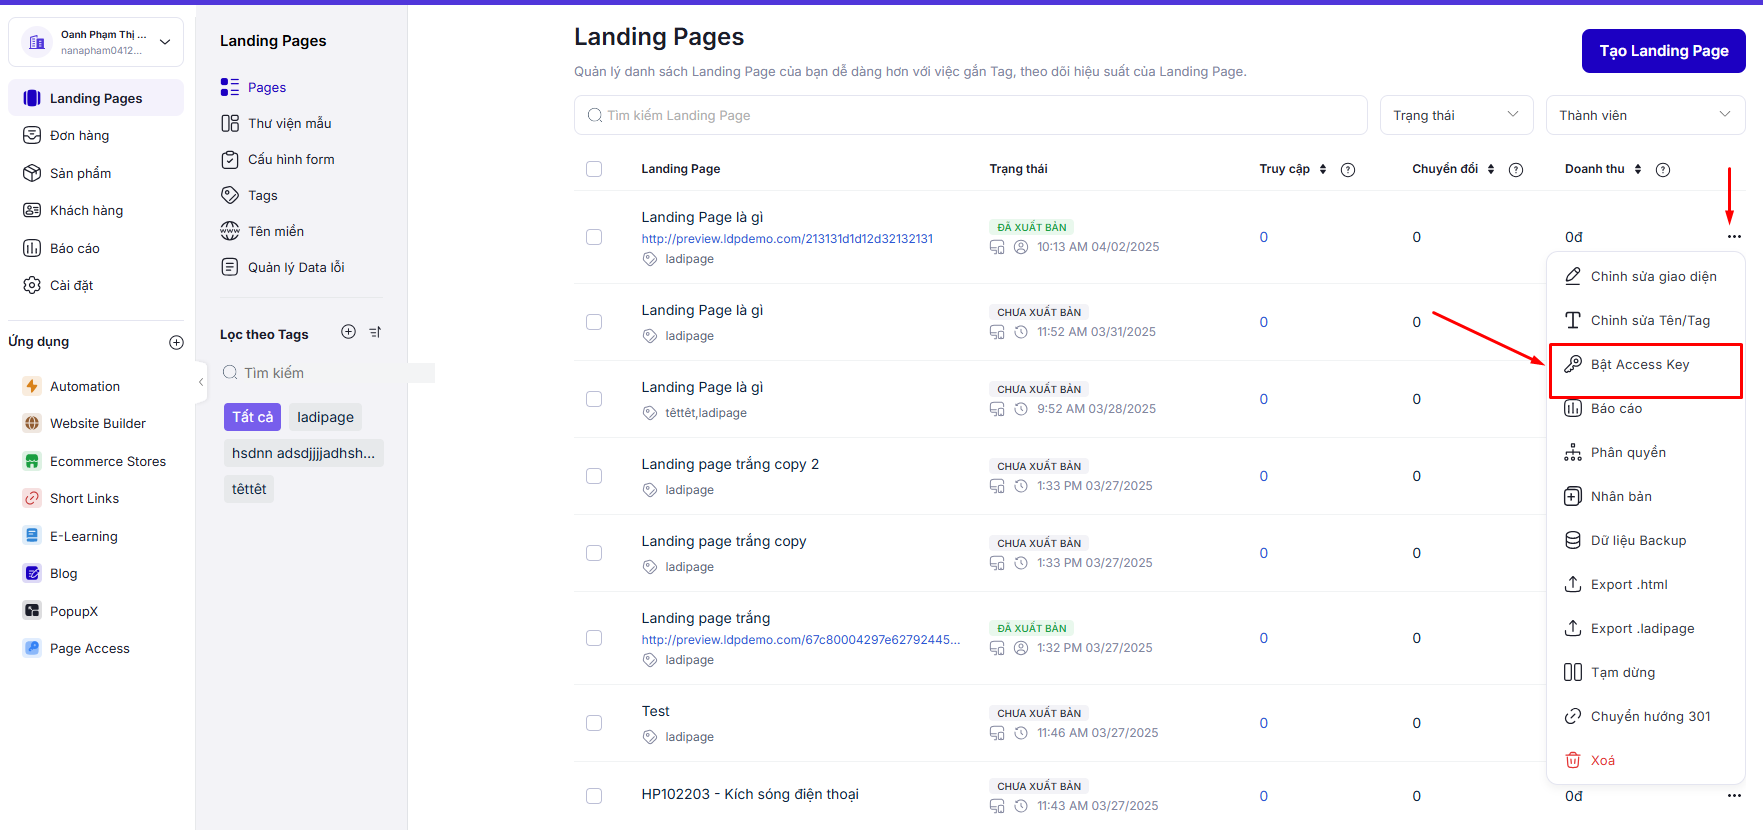 Oanh Phạm Thị ...
nanapham0412...
Landing Pages
Đơn hàng
Sản phẩm
Khách hàng
Báo cáo
Cài đặt
Ứng dụng
Automation
Website Builder
Ecommerce Stores
Short Links
E-Learning
Blog
PopupX
Page Access
Landing Pages
Pages
Thư viện mẫu
Cấu hình form
Tags
Tên miền
Quản lý Data lỗi
Lọc theo Tags
Tìm kiếm
Tất cả
ladipage
hsdnn adsdjjjjadhsh...
têttêt
Landing Pages
Quản lý danh sách Landing Page của bạn dễ dàng hơn với việc gắn Tag, theo dõi hiệu suất của Landing Page.
Tạo Landing Page
Tìm kiếm Landing Page
Trạng thái
Thành viên
Landing Page Trạng thái Truy cập Chuyển đổi Doanh thu
Landing Page là gì
http://preview.ldpdemo.com/213131d1d12d32132131
ladipage
ĐÃ XUẤT BẢN
10:13 AM 04/02/2025
0 0 0đ
Landing Page là gì
ladipage
CHƯA XUẤT BẢN
11:52 AM 03/31/2025
0 0
Landing Page là gì
têttêt,ladipage
CHƯA XUẤT BẢN
9:52 AM 03/28/2025
0 0
Landing page trắng copy 2
ladipage
CHƯA XUẤT BẢN
1:33 PM 03/27/2025
0 0
Landing page trắng copy
ladipage
CHƯA XUẤT BẢN
1:33 PM 03/27/2025
0 0
Landing page trắng
http://preview.ldpdemo.com/67c80004297e62792445...
ladipage
ĐÃ XUẤT BẢN
1:32 PM 03/27/2025
0 0
Test
ladipage
CHƯA XUẤT BẢN
11:46 AM 03/27/2025
0 0
HP102203 - Kích sóng điện thoại
CHƯA XUẤT BẢN
11:43 AM 03/27/2025
0 0 0đ
Chỉnh sửa giao diện
Chỉnh sửa Tên/Tag
Bật Access Key
Báo cáo
Phân quyền
Nhân bản
Dữ liệu Backup
Export .html
Export .ladipage
Tạm dừng
Chuyển hướng 301
Xoá